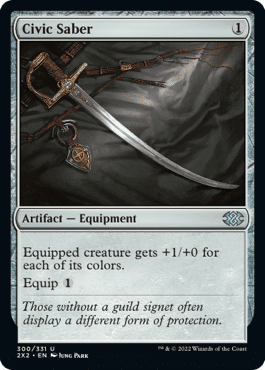 Civic Saber 1
Artifact — Equipment
Equipped creature gets +1/+0 for
each of its colors.
Equip 1
Those without a guild signet often
display a different form of protection.
300/331 U
2X2 • EN Jung Park
™ & © 2022 Wizards of the Coast